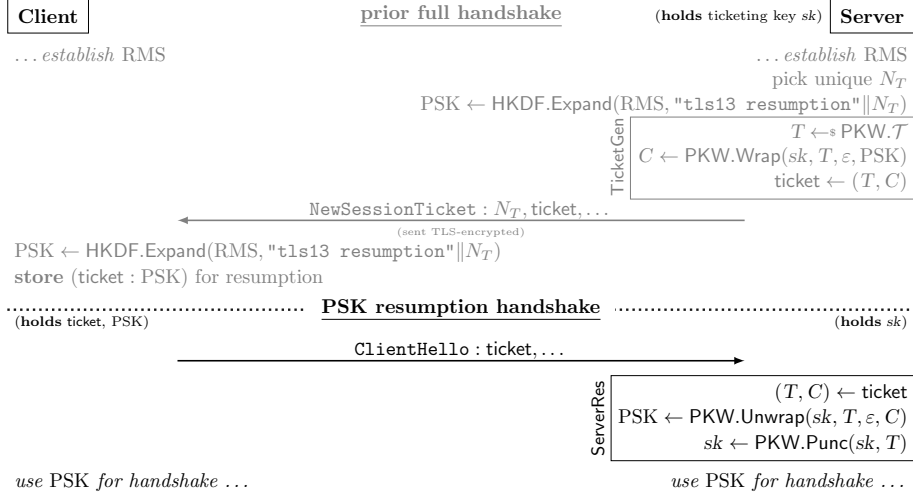 Client prior full handshake (holds ticketing key sk) Server
... establish RMS ... establish RMS
pick unique N_T
PSK ← HKDF.Expand(RMS, "tls13 resumption"∥N_T)
TicketGen
T ←$ PKW.𝒯
C ← PKW.Wrap(sk, T, ε, PSK)
ticket ← (T, C)
NewSessionTicket : N_T, ticket, ...
(sent TLS-encrypted)
PSK ← HKDF.Expand(RMS, "tls13 resumption"∥N_T)
store (ticket : PSK) for resumption
PSK resumption handshake
(holds ticket, PSK) (holds sk)
ClientHello : ticket, ...
ServerRes
(T, C) ← ticket
PSK ← PKW.Unwrap(sk, T, ε, C)
sk ← PKW.Punc(sk, T)
use PSK for handshake ... use PSK for handshake ...